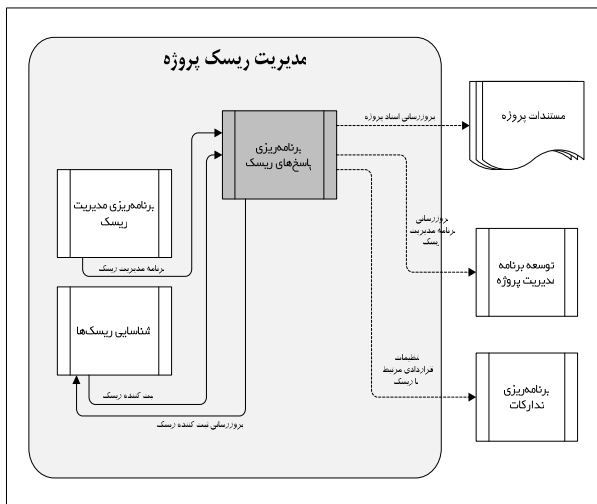 مدیریت ریسک پروژه
برنامه‌ریزی
پاسخ‌های ریسک
بروزرسانی اسناد پروژه
مستندات پروژه
برنامه‌ریزی مدیریت
ریسک
برنامه مدیریت ریسک
بروزرسانی
برنامه مدیریت
ریسک
توسعه برنامه
مدیریت پروژه
شناسایی ریسک‌ها
ثبت کننده ریسک
بروزرسانی ثبت کننده ریسک
تنظیمات
قراردادی مرتبط
با ریسک
برنامه‌ریزی
تدارکات